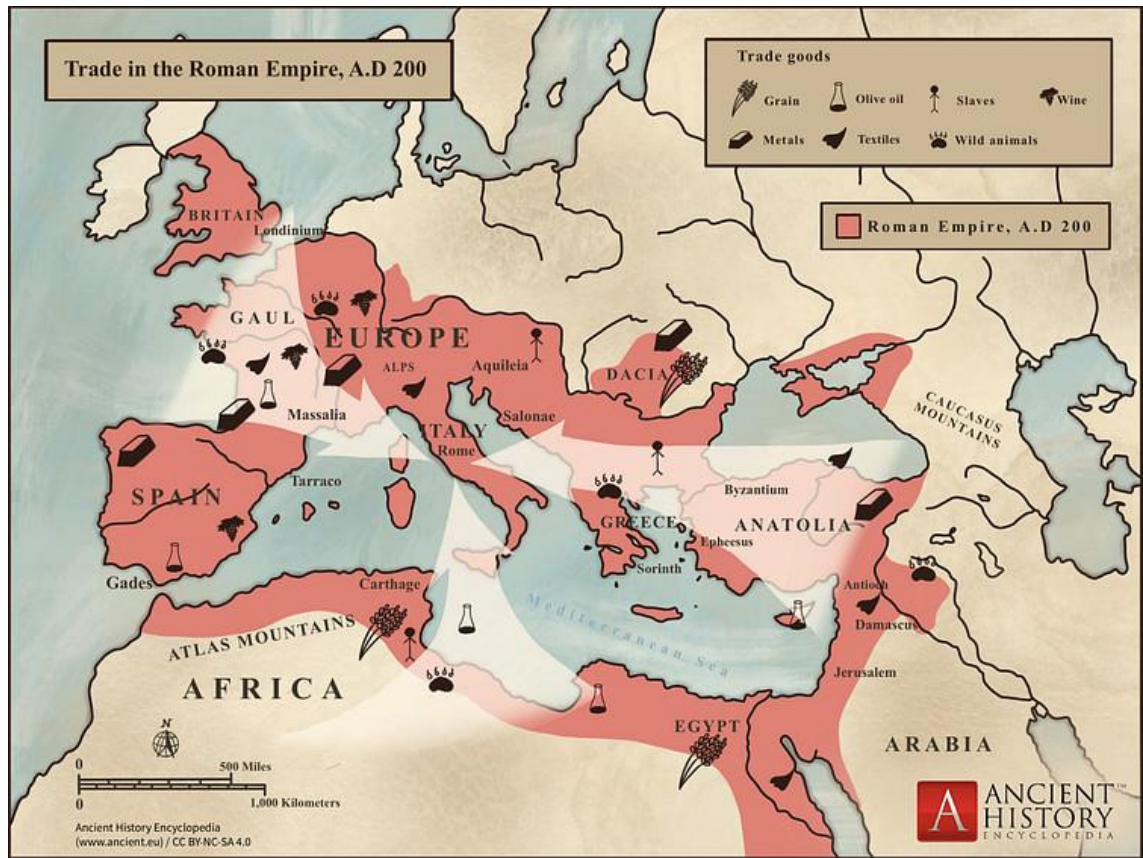 Trade in the Roman Empire, A.D 200
Trade goods
Grain
Olive oil
Slaves
Wine
Metals
Textiles
Wild animals
Roman Empire, A.D 200
BRITAIN
Londinium
GAUL
EUROPE
ALPS
Aquileia
DACIA
CAUCASUS
MOUNTAINS
Massalia
Salonae
ITALY
Rome
SPAIN
Tarraco
Byzantium
GREECE
ANATOLIA
Epheesus
Sorinth
Gades
Carthage
Antioch
Damascus
Mediterranean Sea
ATLAS MOUNTAINS
AFRICA
Jerusalem
EGYPT
ARABIA
N
0
500 Miles
0
1,000 Kilometers
Ancient History Encyclopedia
(www.ancient.eu) / CC BY-NC-SA 4.0
A
ANCIENT™
HISTORY
ENCYCLOPEDIA